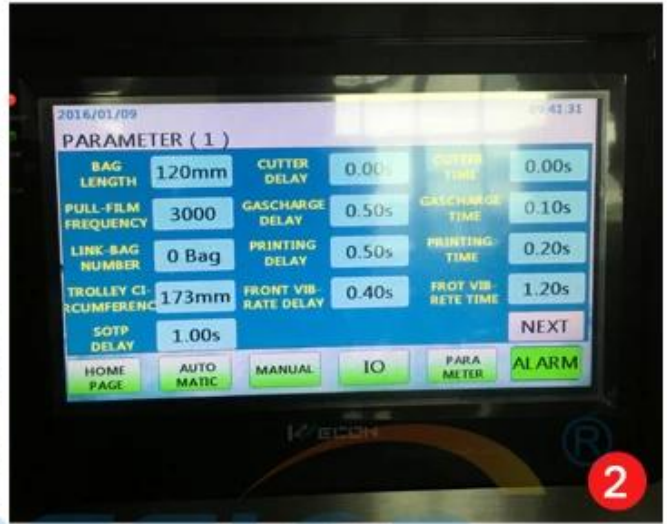 2016/01/09 09:41:31
PARAMETER ( 1 )
BAG LENGTH 120mm CUTTER DELAY 0.00s CUTTER TIME 0.00s
PULL-FILM FREQUENCY 3000 GASCHARGE DELAY 0.50s GASCHARGE TIME 0.10s
LINK-BAG NUMBER 0 Bag PRINTING DELAY 0.50s PRINTING TIME 0.20s
TROLLEY CI-RCUMFERENC 173mm FRONT VIB-RATE DELAY 0.40s FROT VIB-RETE TIME 1.20s
SOTP DELAY 1.00s NEXT
HOME PAGE AUTO MATIC MANUAL IO PARA METER ALARM
WECON
®
2